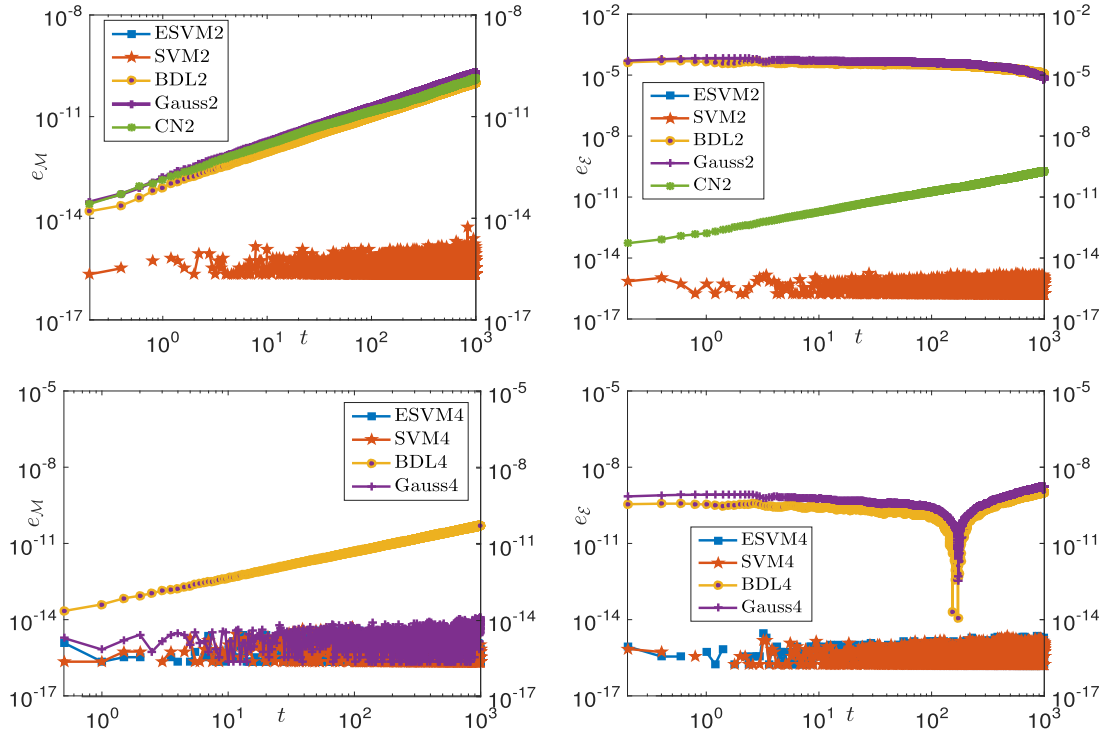 10^-8
10^-11
10^-14
10^-17
e_M
10^-8
10^-11
10^-14
10^-17
ESVM2
SVM2
BDL2
Gauss2
CN2
10^0
10^1
t
10^2
10^3
10^-2
10^-5
10^-8
10^-11
10^-14
10^-17
e_ℰ
10^-2
10^-5
10^-8
10^-11
10^-14
10^-17
ESVM2
SVM2
BDL2
Gauss2
CN2
10^0
10^1
t
10^2
10^3
10^-5
10^-8
10^-11
10^-14
10^-17
e_M
10^-5
10^-8
10^-11
10^-14
10^-17
ESVM4
SVM4
BDL4
Gauss4
10^0
10^1
t
10^2
10^3
10^-5
10^-8
10^-11
10^-14
10^-17
e_ℰ
10^-5
10^-8
10^-11
10^-14
10^-17
ESVM4
SVM4
BDL4
Gauss4
10^0
10^1
t
10^2
10^3